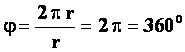 φ = 2 π r / r = 2 π = 360⁰